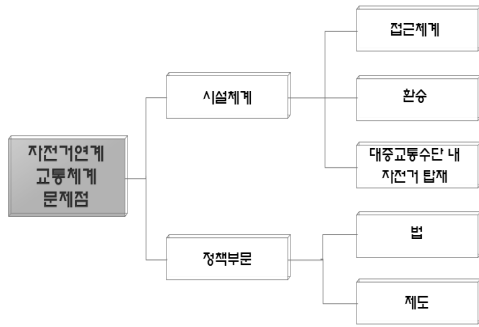 자전거연계
교통체계
문제점
시설체계
정책부문
접근체계
환승
대중교통수단 내
자전거 탑재
법
제도